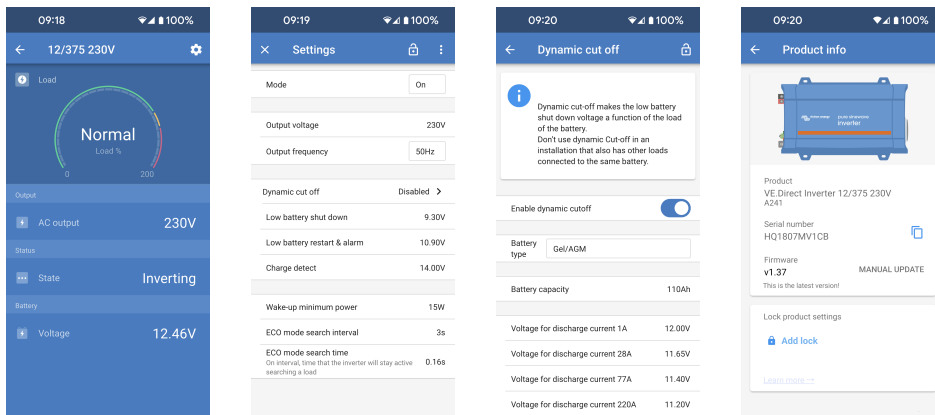 09:18
100%
12/375 230V
Load
Normal
Load %
0
200
Output
AC output
230V
Status
State
Inverting
Battery
Voltage
12.46V
09:19
100%
Settings
Mode
On
Output voltage
230V
Output frequency
50Hz
Dynamic cut off
Disabled
Low battery shut down
9.30V
Low battery restart & alarm
10.90V
Charge detect
14.00V
Wake-up minimum power
15W
ECO mode search interval
3s
ECO mode search time
On interval, time that the inverter will stay active
searching a load
0.16s
09:20
100%
Dynamic cut off
Dynamic cut-off makes the low battery
shut down voltage a function of the load
of the battery.
Don't use dynamic Cut-off in an
installation that also has other loads
connected to the same battery.
Enable dynamic cutoff
Battery
type
Gel/AGM
Battery capacity
110Ah
Voltage for discharge current 1A
12.00V
Voltage for discharge current 28A
11.65V
Voltage for discharge current 77A
11.40V
Voltage for discharge current 220A
11.20V
09:20
100%
Product info
victron energy
pure sinewave
inverter
Product
VE.Direct Inverter 12/375 230V
A241
Serial number
HQ1807MV1CB
Firmware
v1.37
MANUAL UPDATE
This is the latest version!
Lock product settings
Add lock
Learn more →